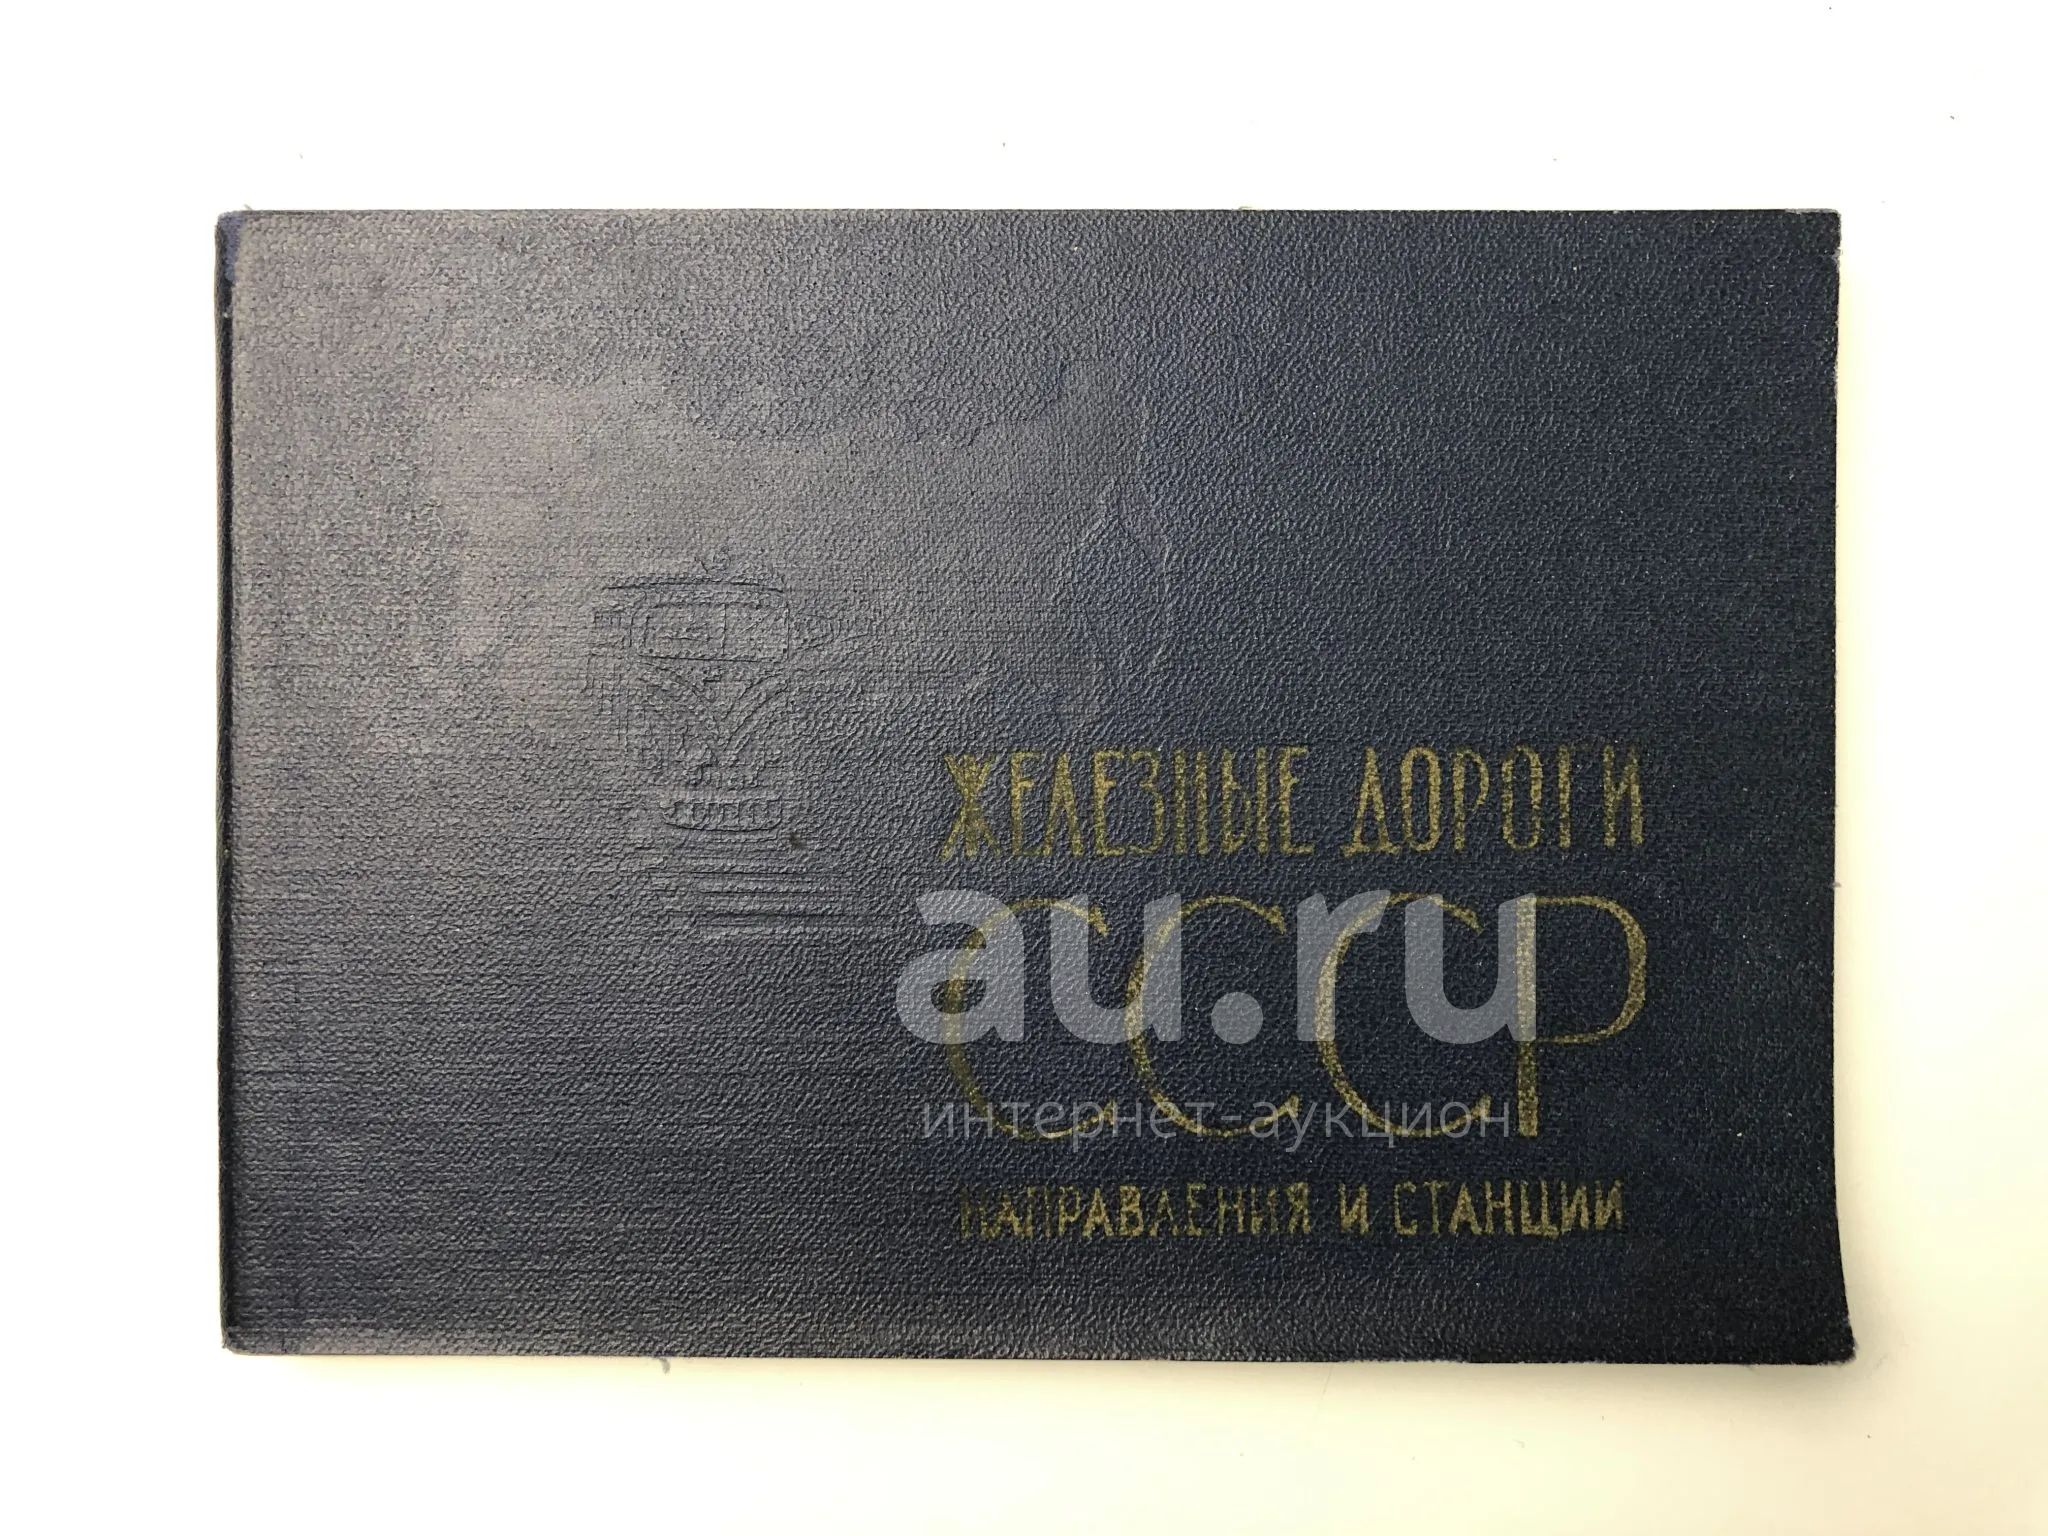 ЖЕЛЕЗНЫЕ ДОРОГИ
СССР
au.ru
интернет-аукцион
НАПРАВЛЕНИЯ И СТАНЦИИ